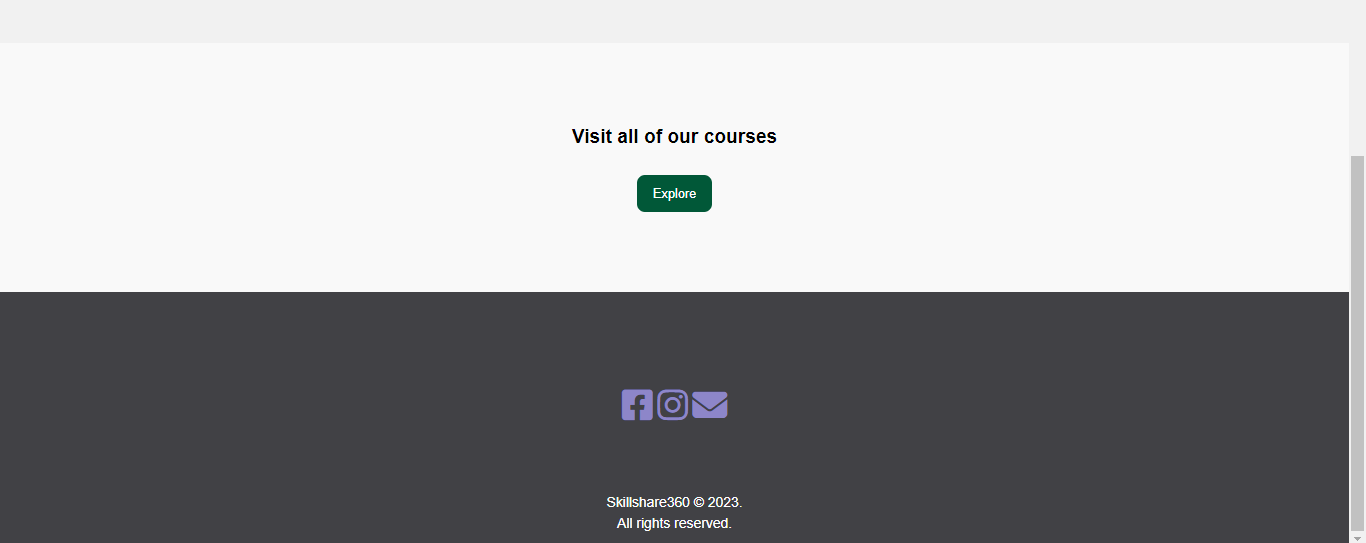 Visit all of our courses
Explore
Skillshare360 © 2023.
All rights reserved.